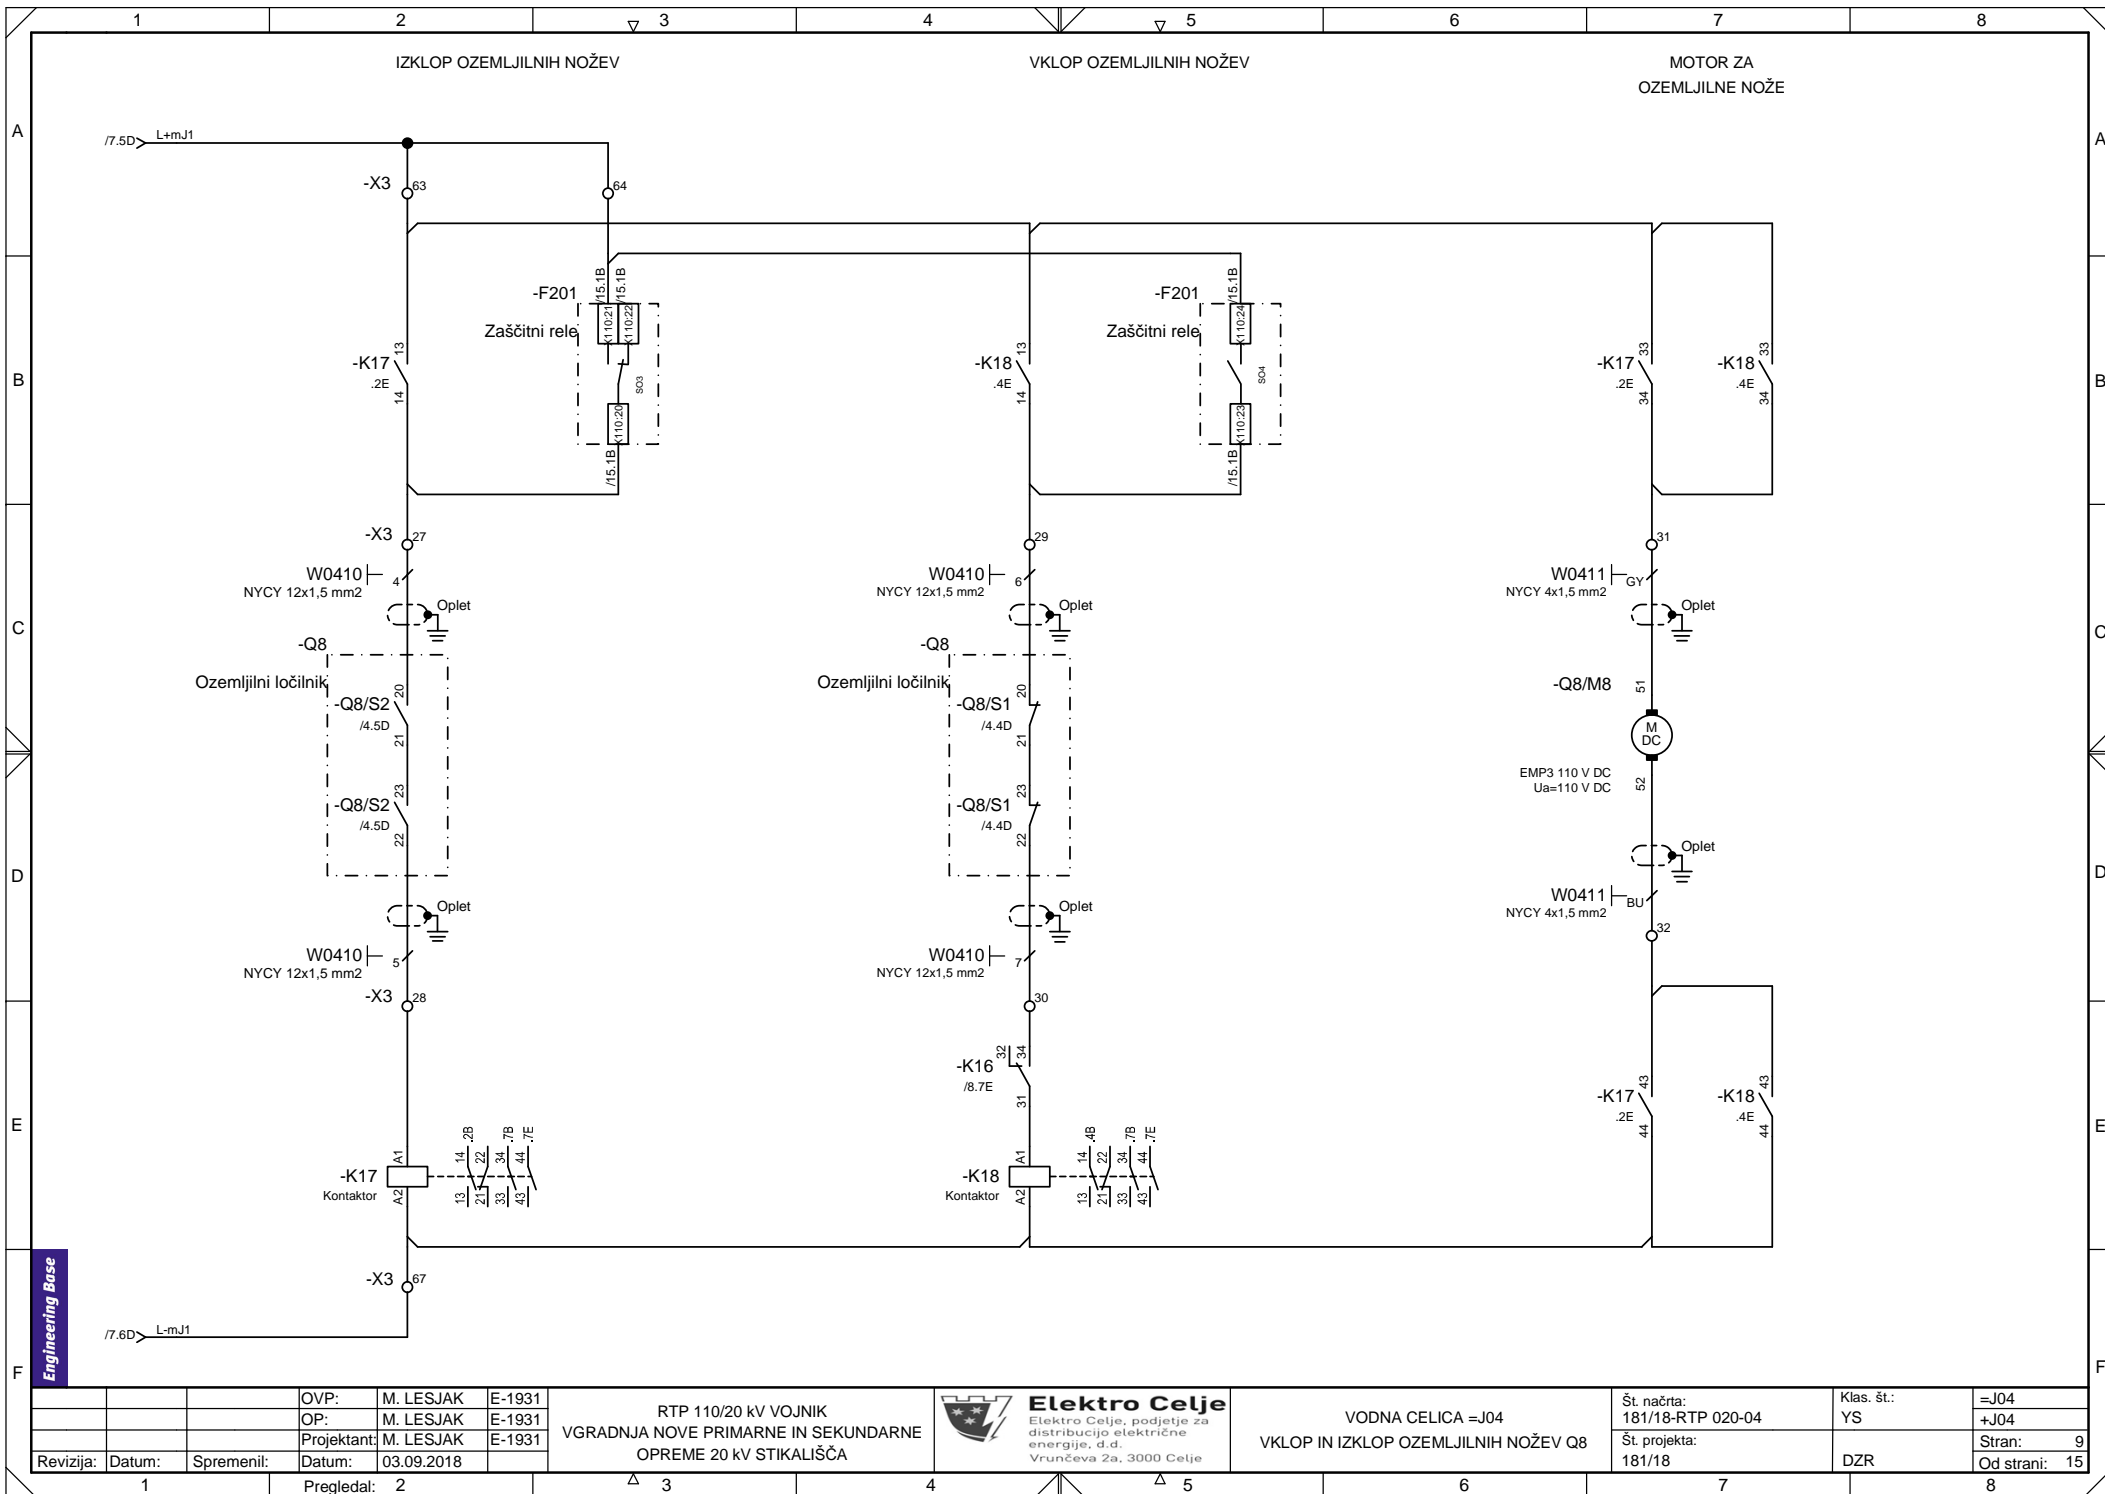 1 2 3 4 5 6 7 8
IZKLOP OZEMLJILNIH NOŽEV
VKLOP OZEMLJILNIH NOŽEV
MOTOR ZA
OZEMLJILNE NOŽE
A A
/7.5D L+mJ1
-X3 63 64
-F201 /15.1B /15.1B
Zaščitni rele X110:21 X110:22
SO3
X110:20
/15.1B
-F201 /15.1B
Zaščitni rele X110:24
SO4
X110:23
/15.1B
B B
-K17 13
.2E
14
-K18 13
.4E
14
-K17 33
.2E
34
-K18 33
.4E
34
-X3 27
29
31
W0410 4
NYCY 12x1,5 mm2
Oplet
W0410 6
NYCY 12x1,5 mm2
Oplet
W0411 GY
NYCY 4x1,5 mm2
Oplet
C C
-Q8
Ozemljilni ločilnik
-Q8/S2 20
/4.5D
21
-Q8/S2 23
/4.5D
22
-Q8
Ozemljilni ločilnik
-Q8/S1 20
/4.4D
21
-Q8/S1 23
/4.4D
22
-Q8/M8 51
M
DC
EMP3 110 V DC
Ua=110 V DC
52
D D
Oplet
W0410 5
NYCY 12x1,5 mm2
-X3 28
Oplet
W0410 7
NYCY 12x1,5 mm2
30
Oplet
W0411 BU
NYCY 4x1,5 mm2
32
-K16 32 34
/8.7E
31
-K17 43
.2E
44
-K18 43
.4E
44
E E
-K17 A1
Kontaktor A2
.2B .7B .7E
14 22 34 44
13 21 33 43
-K18 A1
Kontaktor A2
.4B .7B .7E
14 22 34 44
13 21 33 43
-X3 67
/7.6D L-mJ1
F F
Engineering Base
OVP: M. LESJAK E-1931
OP: M. LESJAK E-1931
Projektant: M. LESJAK E-1931
Revizija: Datum: Spremenil: Datum: 03.09.2018
RTP 110/20 kV VOJNIK
VGRADNJA NOVE PRIMARNE IN SEKUNDARNE
OPREME 20 kV STIKALIŠČA
Elektro Celje
Elektro Celje, podjetje za
distribucijo električne
energije, d.d.
Vrunčeva 2a, 3000 Celje
VODNA CELICA =J04
VKLOP IN IZKLOP OZEMLJILNIH NOŽEV Q8
Št. načrta:
181/18-RTP 020-04
Št. projekta:
181/18
Klas. št.:
YS
DZR
=J04
+J04
Stran: 9
Od strani: 15
1 2 3 4 5 6 7 8
Pregledal: